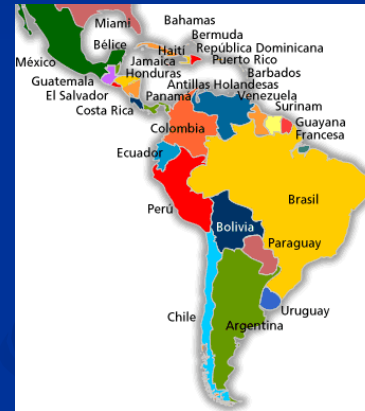 Miami
Bahamas
Bermuda
Bélice
Haití
República Dominicana
México
Jamaica
Puerto Rico
Guatemala
Honduras
Barbados
El Salvador
Panamá
Antillas Holandesas
Costa Rica
Venezuela
Surinam
Colombia
Guayana
Francesa
Ecuador
Brasil
Perú
Bolivia
Paraguay
Chile
Uruguay
Argentina